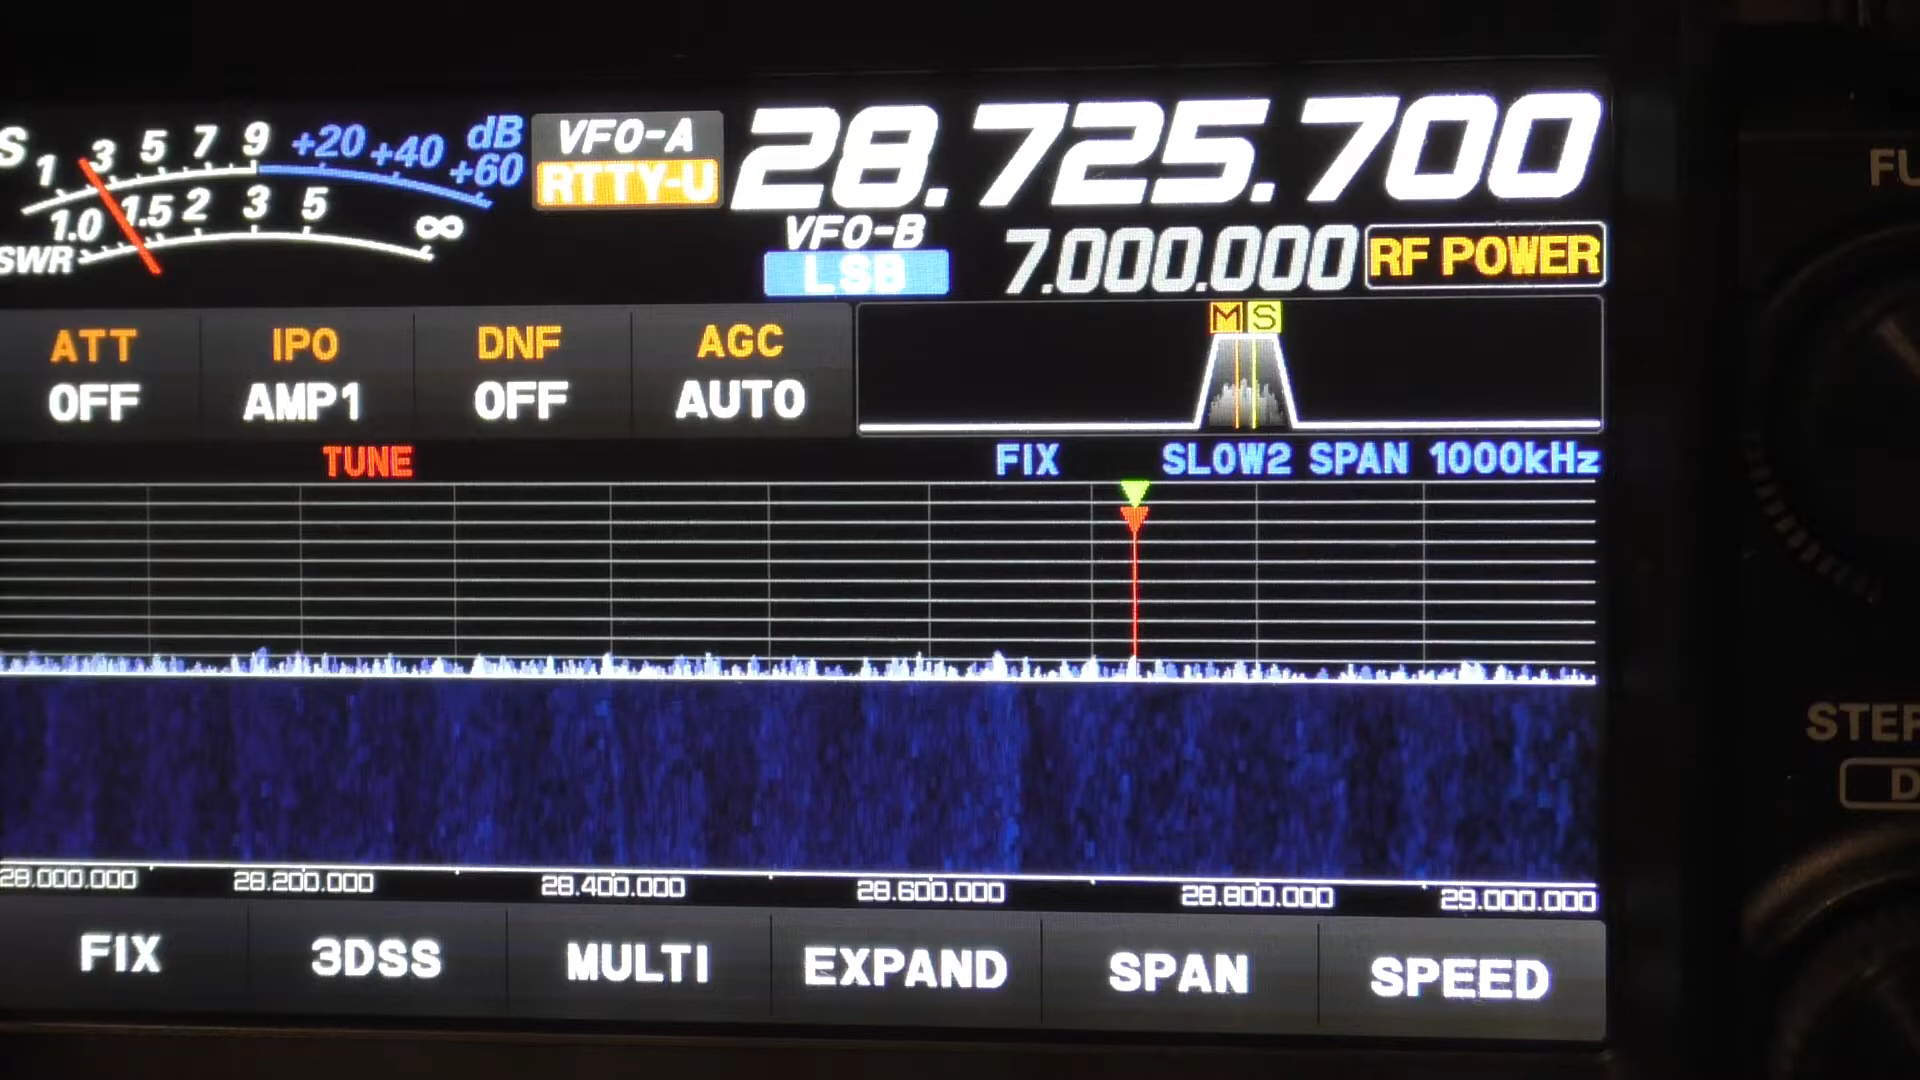 S 1 3 5 7 9 +20 +40 +60 dB
1.0 1.5 2 3 5 ∞
SWR
VFO-A
RTTY-U
28.725.700
VFO-B
LSB
7.000.000
RF POWER
ATT IPO DNF AGC
OFF AMP1 OFF AUTO
M S
TUNE FIX SLOW2 SPAN 1000kHz
28.000.000 28.200.000 28.400.000 28.600.000 28.800.000 29.000.000
FIX 3DSS MULTI EXPAND SPAN SPEED
FU
STEP
D